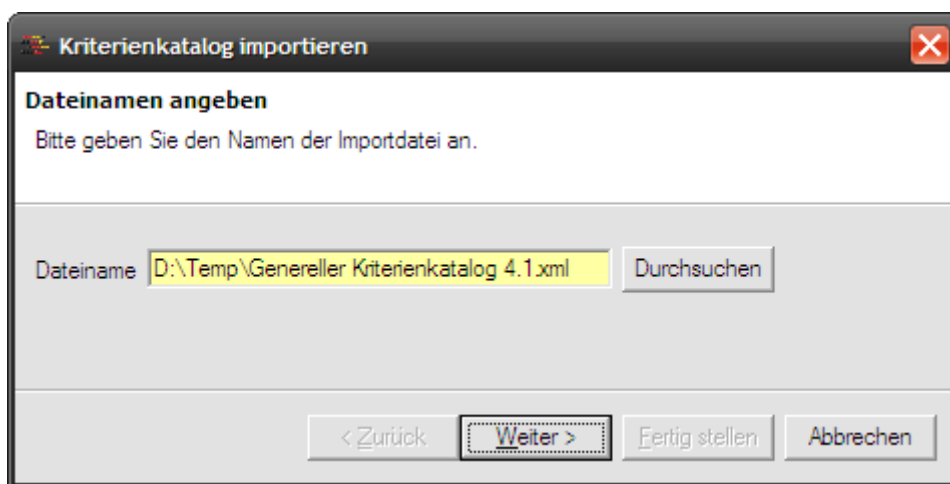 Kriterienkatalog importieren
Dateinamen angeben
Bitte geben Sie den Namen der Importdatei an.
Dateiname D:\Temp\Genereller Kriterienkatalog 4.1.xml Durchsuchen
< Zurück Weiter > Fertig stellen Abbrechen